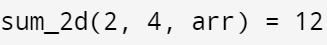 sum_2d(2, 4, arr) = 12